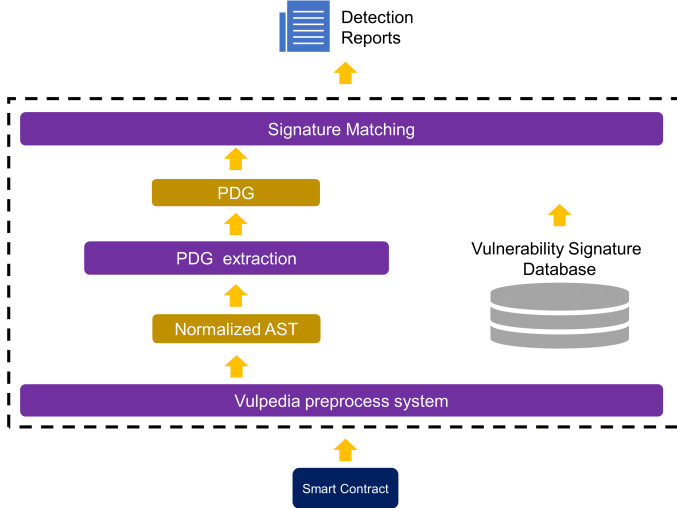 Detection
Reports
Signature Matching
PDG
PDG extraction
Vulnerability Signature
Database
Normalized AST
Vulpedia preprocess system
Smart Contract